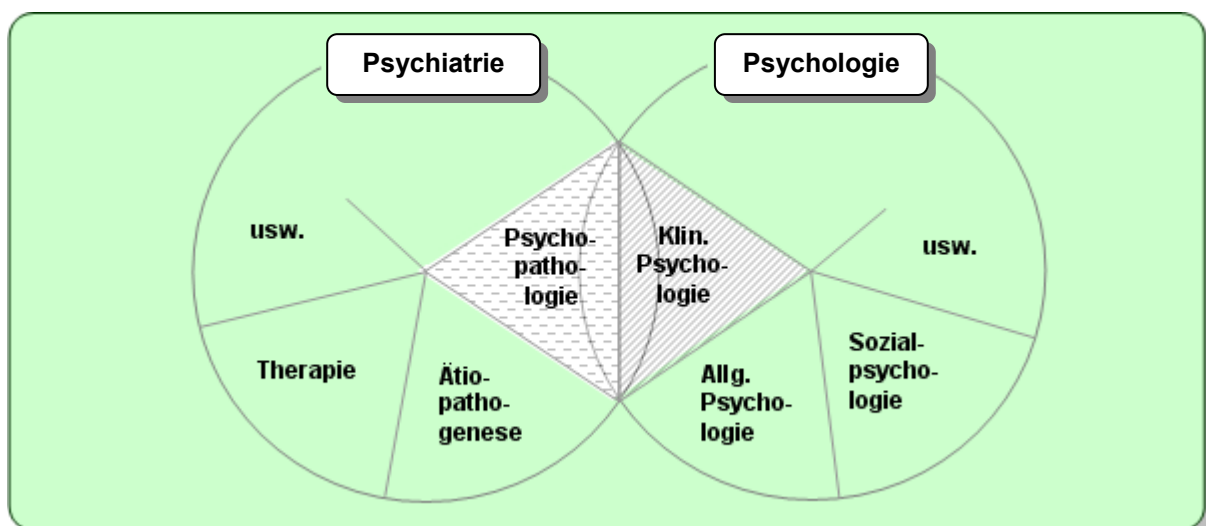 Psychiatrie
Psychologie
usw.
Psycho-
patho-
logie
Klin.
Psycho-
logie
usw.
Therapie
Ätio-
patho-
genese
Allg.
Psycho-
logie
Sozial-
psycho-
logie